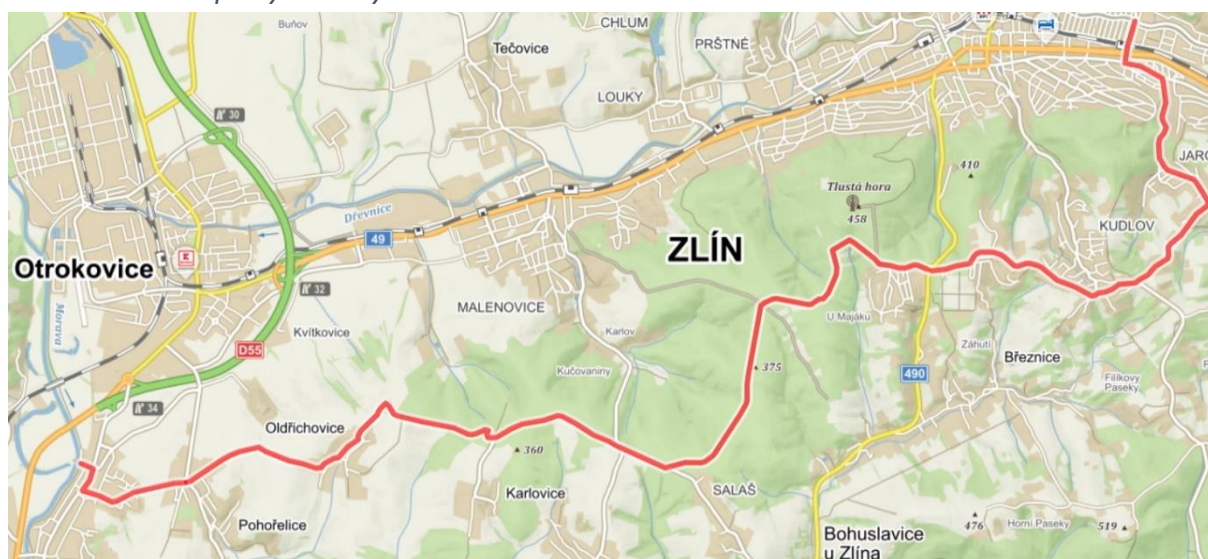 Buňov
CHLUM
Tečovice
PRŠTNÉ
LOUKY
30
410
JARO
Tlustá hora
458
Dřevnice
KUDLOV
49
ZLÍN
Otrokovice
32
MALENOVICE
U Majáku
Morava
Kvítkovice
Karlov
Záhutí
Březnice
D55
Kučovaniny
375
490
Filíkovy
Paseky
34
Oldřichovice
360
SALAŠ
Karlovice
Pohořelice
476
Horní Paseky
519
Bohuslavice
u Zlína